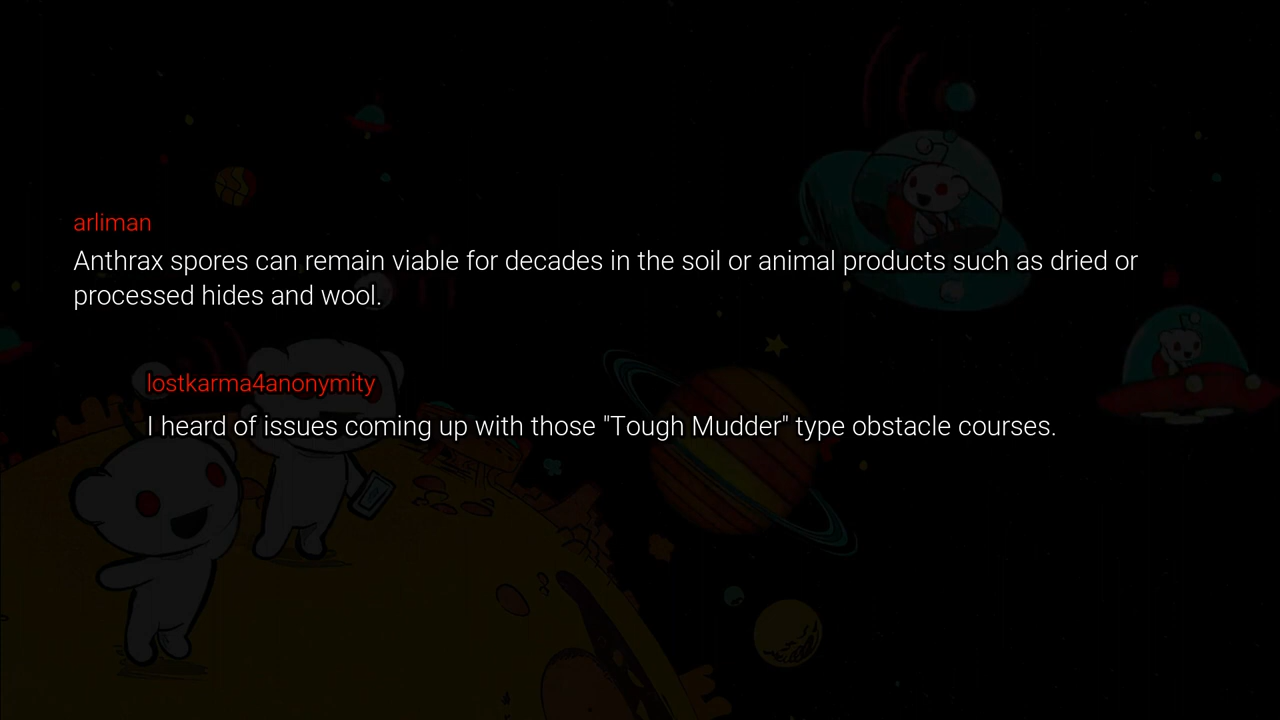 arliman
Anthrax spores can remain viable for decades in the soil or animal products such as dried or
processed hides and wool.
lostkarma4anonymity
I heard of issues coming up with those "Tough Mudder" type obstacle courses.